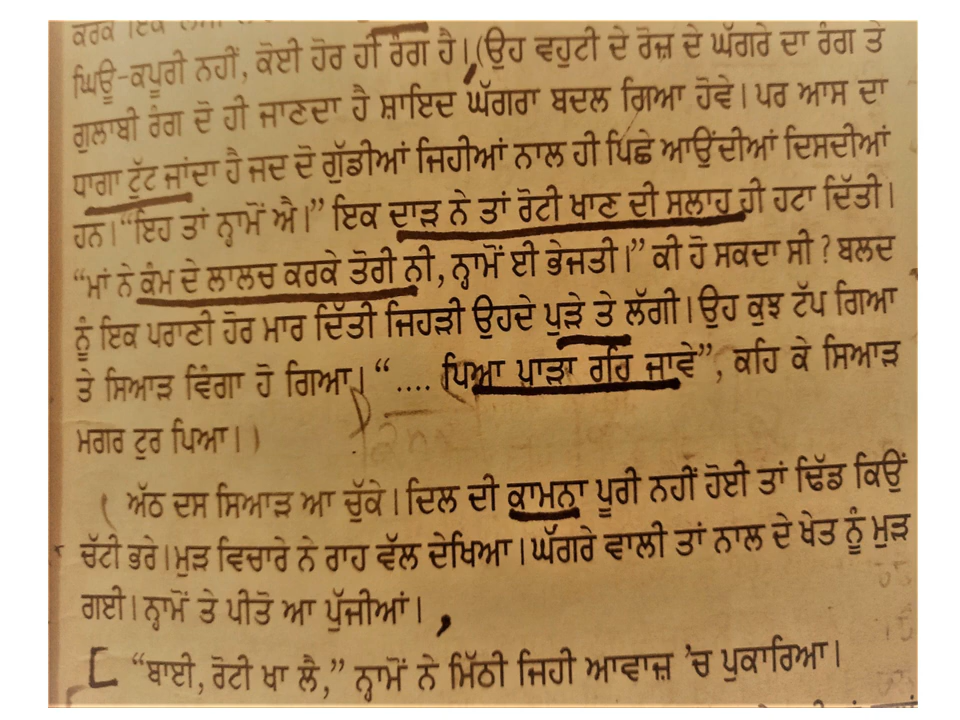 ਕਰਕੇ ਇਕ
ਘਿਊ-ਕਪੂਰੀ ਨਹੀਂ, ਕੋਈ ਹੋਰ ਹੀ ਰੰਗ ਹੈ। (ਉਹ ਵਹੁਟੀ ਦੇ ਰੋਜ਼ ਦੇ ਘੱਗਰੇ ਦਾ ਰੰਗ ਤੇ
ਗੁਲਾਬੀ ਰੰਗ ਦੋ ਹੀ ਜਾਣਦਾ ਹੈ ਸ਼ਾਇਦ ਘੱਗਰਾ ਬਦਲ ਗਿਆ ਹੋਵੇ। ਪਰ ਆਸ ਦਾ
ਧਾਗਾ ਟੁੱਟ ਜਾਂਦਾ ਹੈ ਜਦ ਦੋ ਗੁੱਡੀਆਂ ਜਿਹੀਆਂ ਨਾਲ ਹੀ ਪਿਛੇ ਆਉਂਦੀਆਂ ਦਿਸਦੀਆਂ
ਹਨ। “ਇਹ ਤਾਂ ਨ੍ਹਾਮੋਂ ਐ।” ਇਕ ਦਾੜ ਨੇ ਤਾਂ ਰੋਟੀ ਖਾਣ ਦੀ ਸਲਾਹ ਹੀ ਹਟਾ ਦਿੱਤੀ।
“ਮਾਂ ਨੇ ਕੰਮ ਦੇ ਲਾਲਚ ਕਰਕੇ ਤੋਰੀ ਨੀ, ਨ੍ਹਾਮੋਂ ਈ ਭੇਜਤੀ।” ਕੀ ਹੋ ਸਕਦਾ ਸੀ ? ਬਲਦ
ਨੂੰ ਇਕ ਪਰਾਣੀ ਹੋਰ ਮਾਰ ਦਿੱਤੀ ਜਿਹੜੀ ਉਹਦੇ ਪੁੜੇ ਤੇ ਲੱਗੀ। ਉਹ ਕੁਝ ਟੱਪ ਗਿਆ
ਤੇ ਸਿਆੜ ਵਿੰਗਾ ਹੋ ਗਿਆ। “.... ਪਿਆ ਪਾੜਾ ਰਹਿ ਜਾਵੇ”, ਕਹਿ ਕੇ ਸਿਆੜ
ਮਗਰ ਟੁਰ ਪਿਆ।)
(ਅੱਠ ਦਸ ਸਿਆੜ ਆ ਚੁੱਕੇ। ਦਿਲ ਦੀ ਕਾਮਨਾ ਪੂਰੀ ਨਹੀਂ ਹੋਈ ਤਾਂ ਢਿੱਡ ਕਿਉਂ
ਚੱਟੀ ਭਰੇ। ਮੁੜ ਵਿਚਾਰੇ ਨੇ ਰਾਹ ਵੱਲ ਦੇਖਿਆ। ਘੱਗਰੇ ਵਾਲੀ ਤਾਂ ਨਾਲ ਦੇ ਖੇਤ ਨੂੰ ਮੁੜ
ਗਈ। ਨ੍ਹਾਮੋਂ ਤੇ ਪੀਤੋ ਆ ਪੁੱਜੀਆਂ।
[ “ਬਾਈ, ਰੋਟੀ ਖਾ ਲੈ,” ਨ੍ਹਾਮੋਂ ਨੇ ਮਿੱਠੀ ਜਿਹੀ ਆਵਾਜ਼ ’ਚ ਪੁਕਾਰਿਆ।